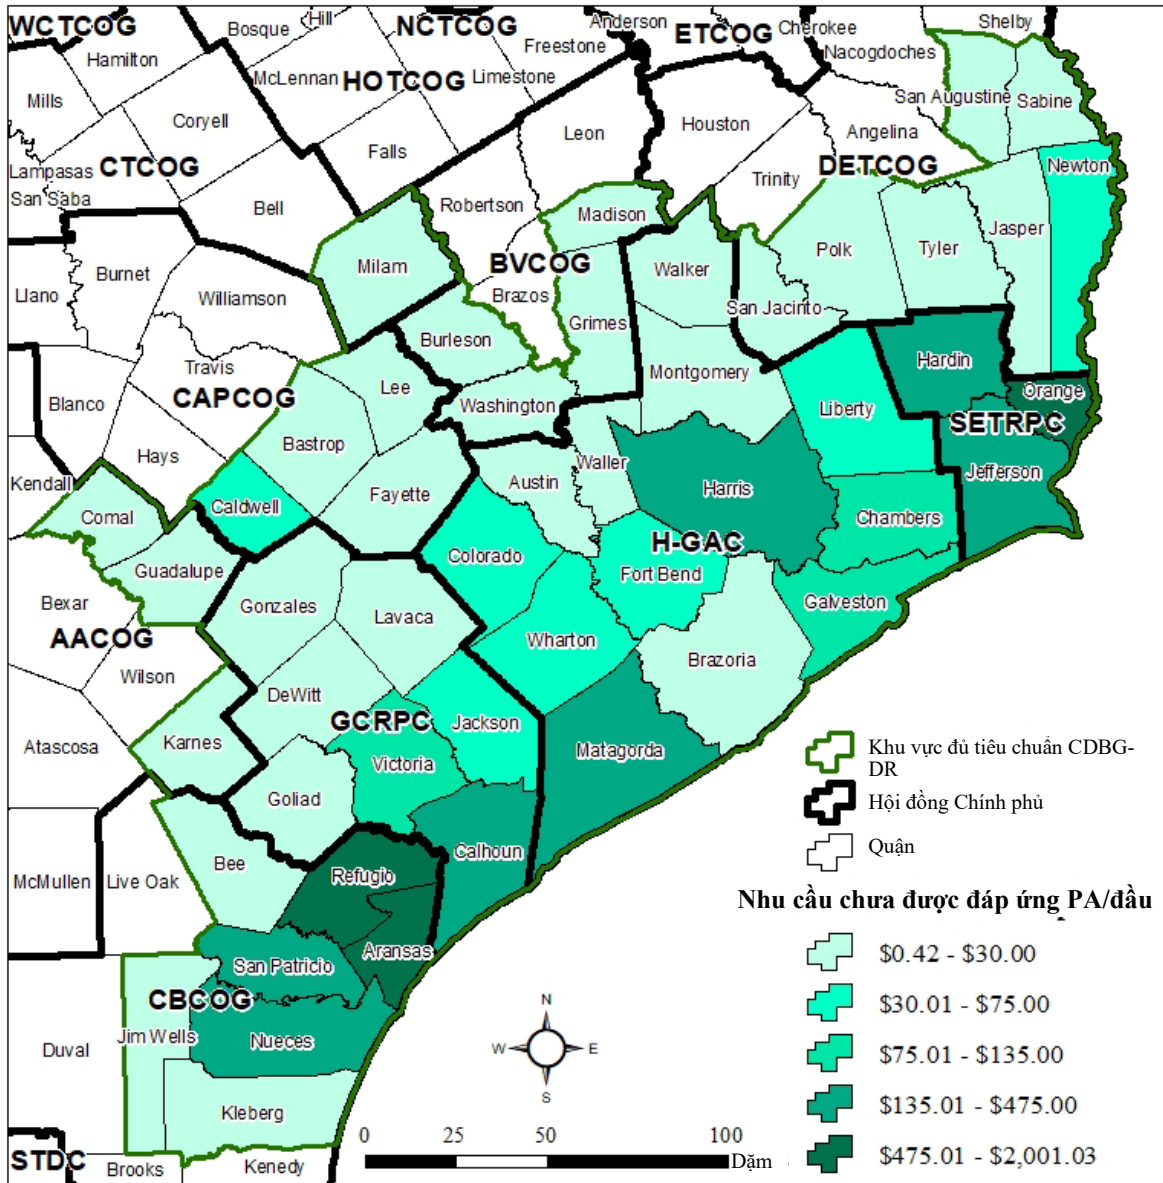 WCTCOG
Hill
Bosque
NCTCOG
Anderson
ETCOG
Cherokee
Shelby
Hamilton
McLennan
HOTCOG
Limestone
Freestone
Nacogdoches
Mills
Coryell
Leon
Houston
San Augustine
Sabine
Angelina
Falls
Lampasas
CTCOG
San Saba
Bell
Robertson
Trinity
DETCOG
Newton
Madison
Jasper
Burnet
Milam
BVCOG
Walker
Polk
Tyler
Llano
Williamson
Brazos
San Jacinto
Grimes
Burleson
Travis
Hardin
Blanco
CAPCOG
Lee
Washington
Montgomery
Liberty
Orange
SETRPC
Bastrop
Hays
Waller
Jefferson
Kendall
Austin
Fayette
Harris
Caldwell
Comal
Chambers
H-GAC
Colorado
Guadalupe
Fort Bend
Bexar
Gonzales
Lavaca
Galveston
AACOG
Wharton
Wilson
Brazoria
DeWitt
GCRPC
Jackson
Karnes
Atascosa
Victoria
Matagorda
Goliad
Calhoun
Bee
McMullen
Live Oak
Refugio
Aransas
San Patricio
CBCOG
Jim Wells
Nueces
Duval
Kleberg
STDC
Brooks
Kenedy
N
W
E
S
0
25
50
100
Dặm
Khu vực đủ tiêu chuẩn CDBG-
DR
Hội đồng Chính phủ
Quận
Nhu cầu chưa được đáp ứng PA/đầu
$0.42 - $30.00
$30.01 - $75.00
$75.01 - $135.00
$135.01 - $475.00
$475.01 - $2,001.03